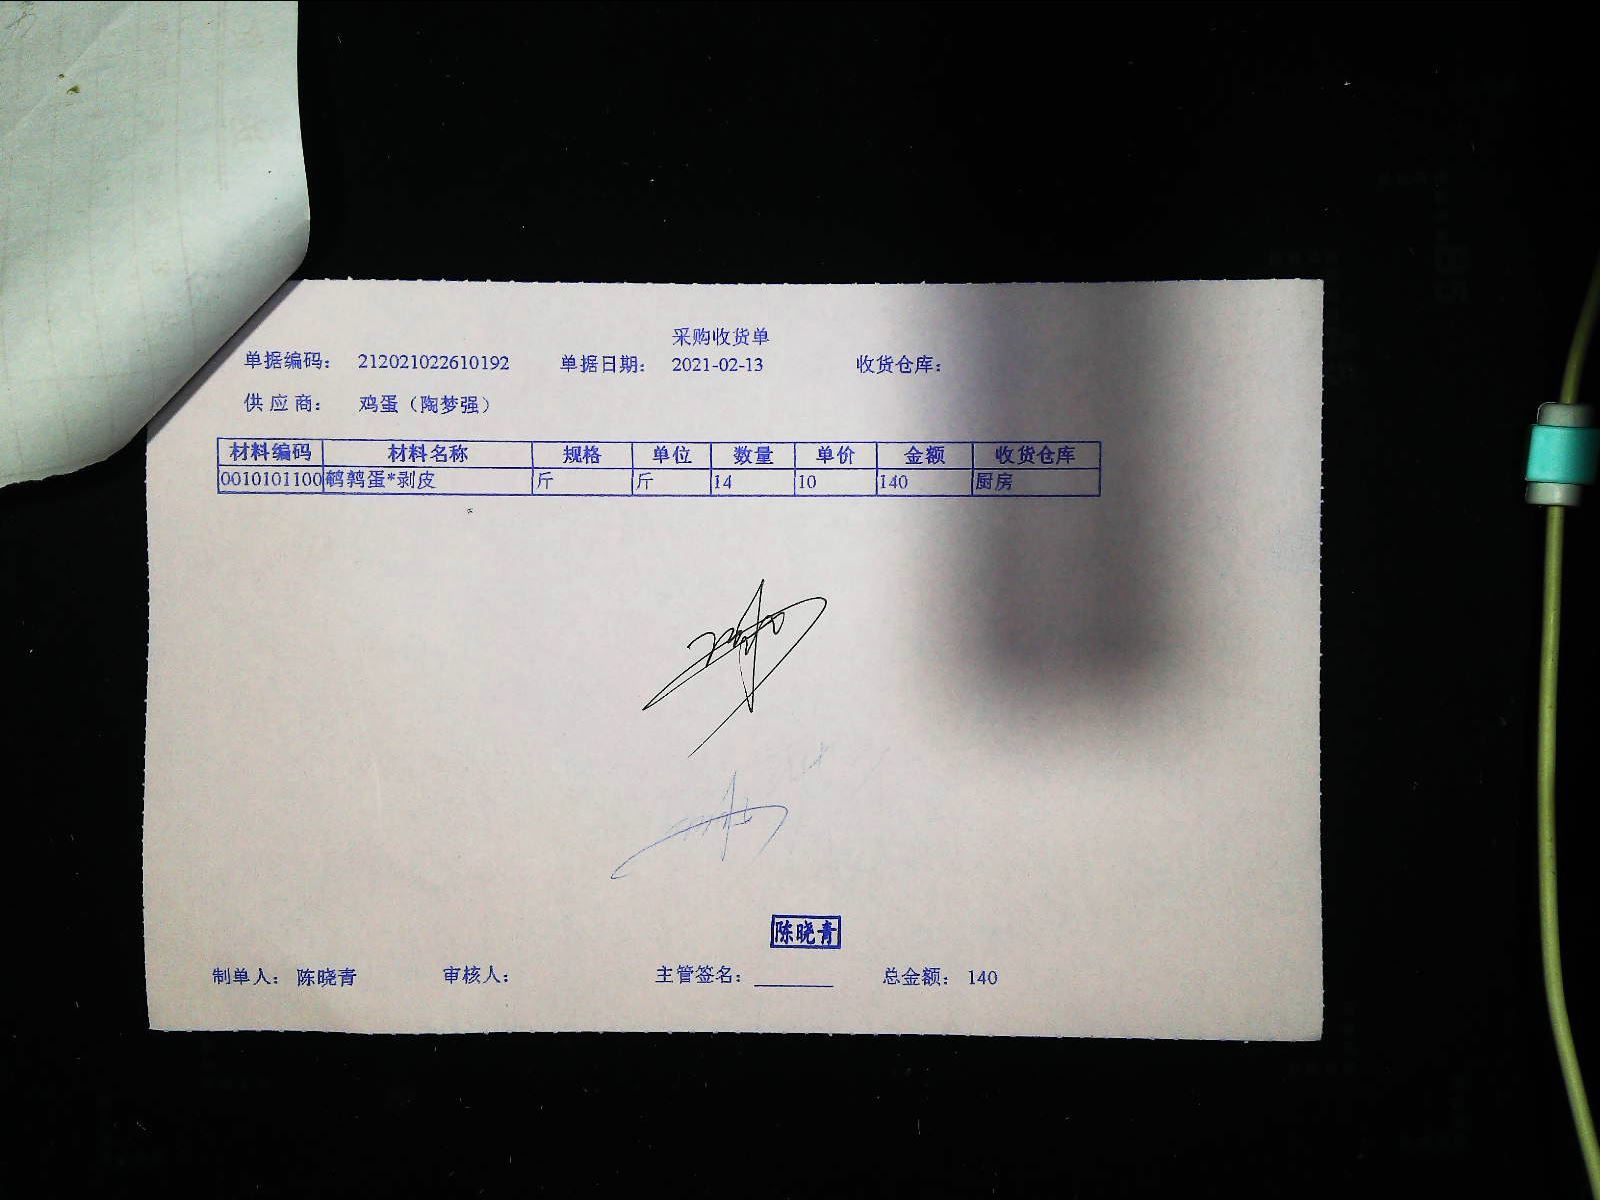 采购收货单
单据编码： 212021022610192 单据日期： 2021-02-13 收货仓库：
供 应 商： 鸡蛋（陶梦强）
材料编码 材料名称 规格 单位 数量 单价 金额 收货仓库
0010101100 鹌鹑蛋*剥皮 斤 斤 14 10 140 厨房
陈晓青
制单人： 陈晓青 审核人： 主管签名： ________ 总金额： 140